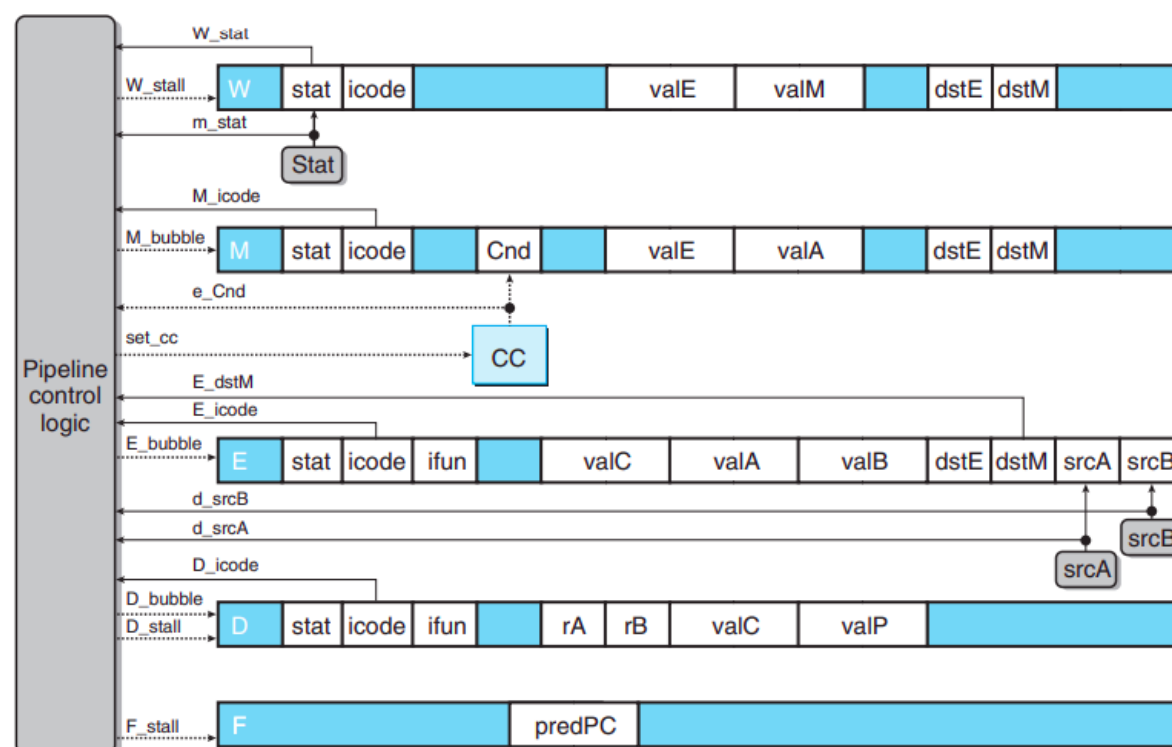 W_stat
W_stall
W stat icode valE valM dstE dstM
m_stat
Stat
M_icode
M_bubble
M stat icode Cnd valE valA dstE dstM
e_Cnd
set_cc
CC
Pipeline
control
logic
E_dstM
E_icode
E_bubble
E stat icode ifun valC valA valB dstE dstM srcA srcB
d_srcB
d_srcA
srcB
srcA
D_icode
D_bubble
D_stall
D stat icode ifun rA rB valC valP
F_stall
F predPC